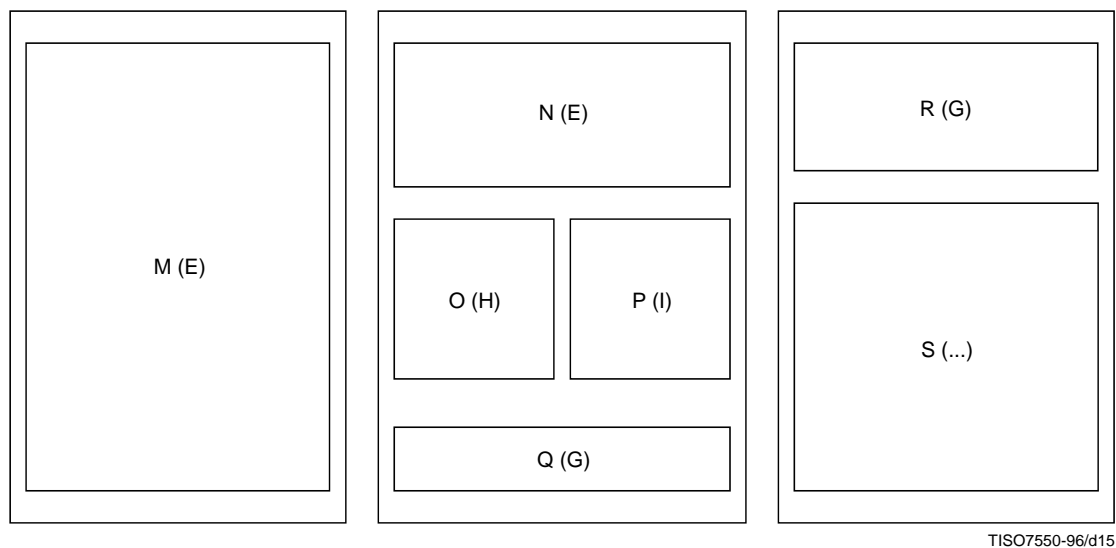 M (E)
N (E)
O (H)
P (I)
Q (G)
R (G)
S (...)
TISO7550-96/d15